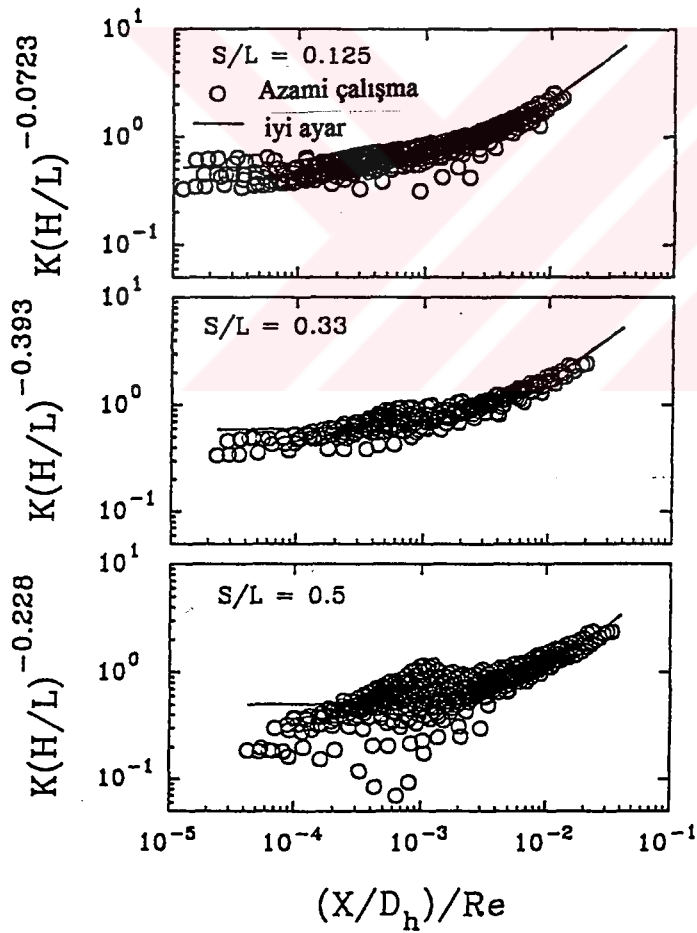 K(H/L)^-0.0723
10^1
10^0
10^-1
S/L = 0.125
Azami çalışma
iyi ayar
K(H/L)^-0.393
10^1
10^0
10^-1
S/L = 0.33
K(H/L)^-0.228
10^1
10^0
10^-1
S/L = 0.5
10^-5 10^-4 10^-3 10^-2 10^-1
(X/D_h)/Re